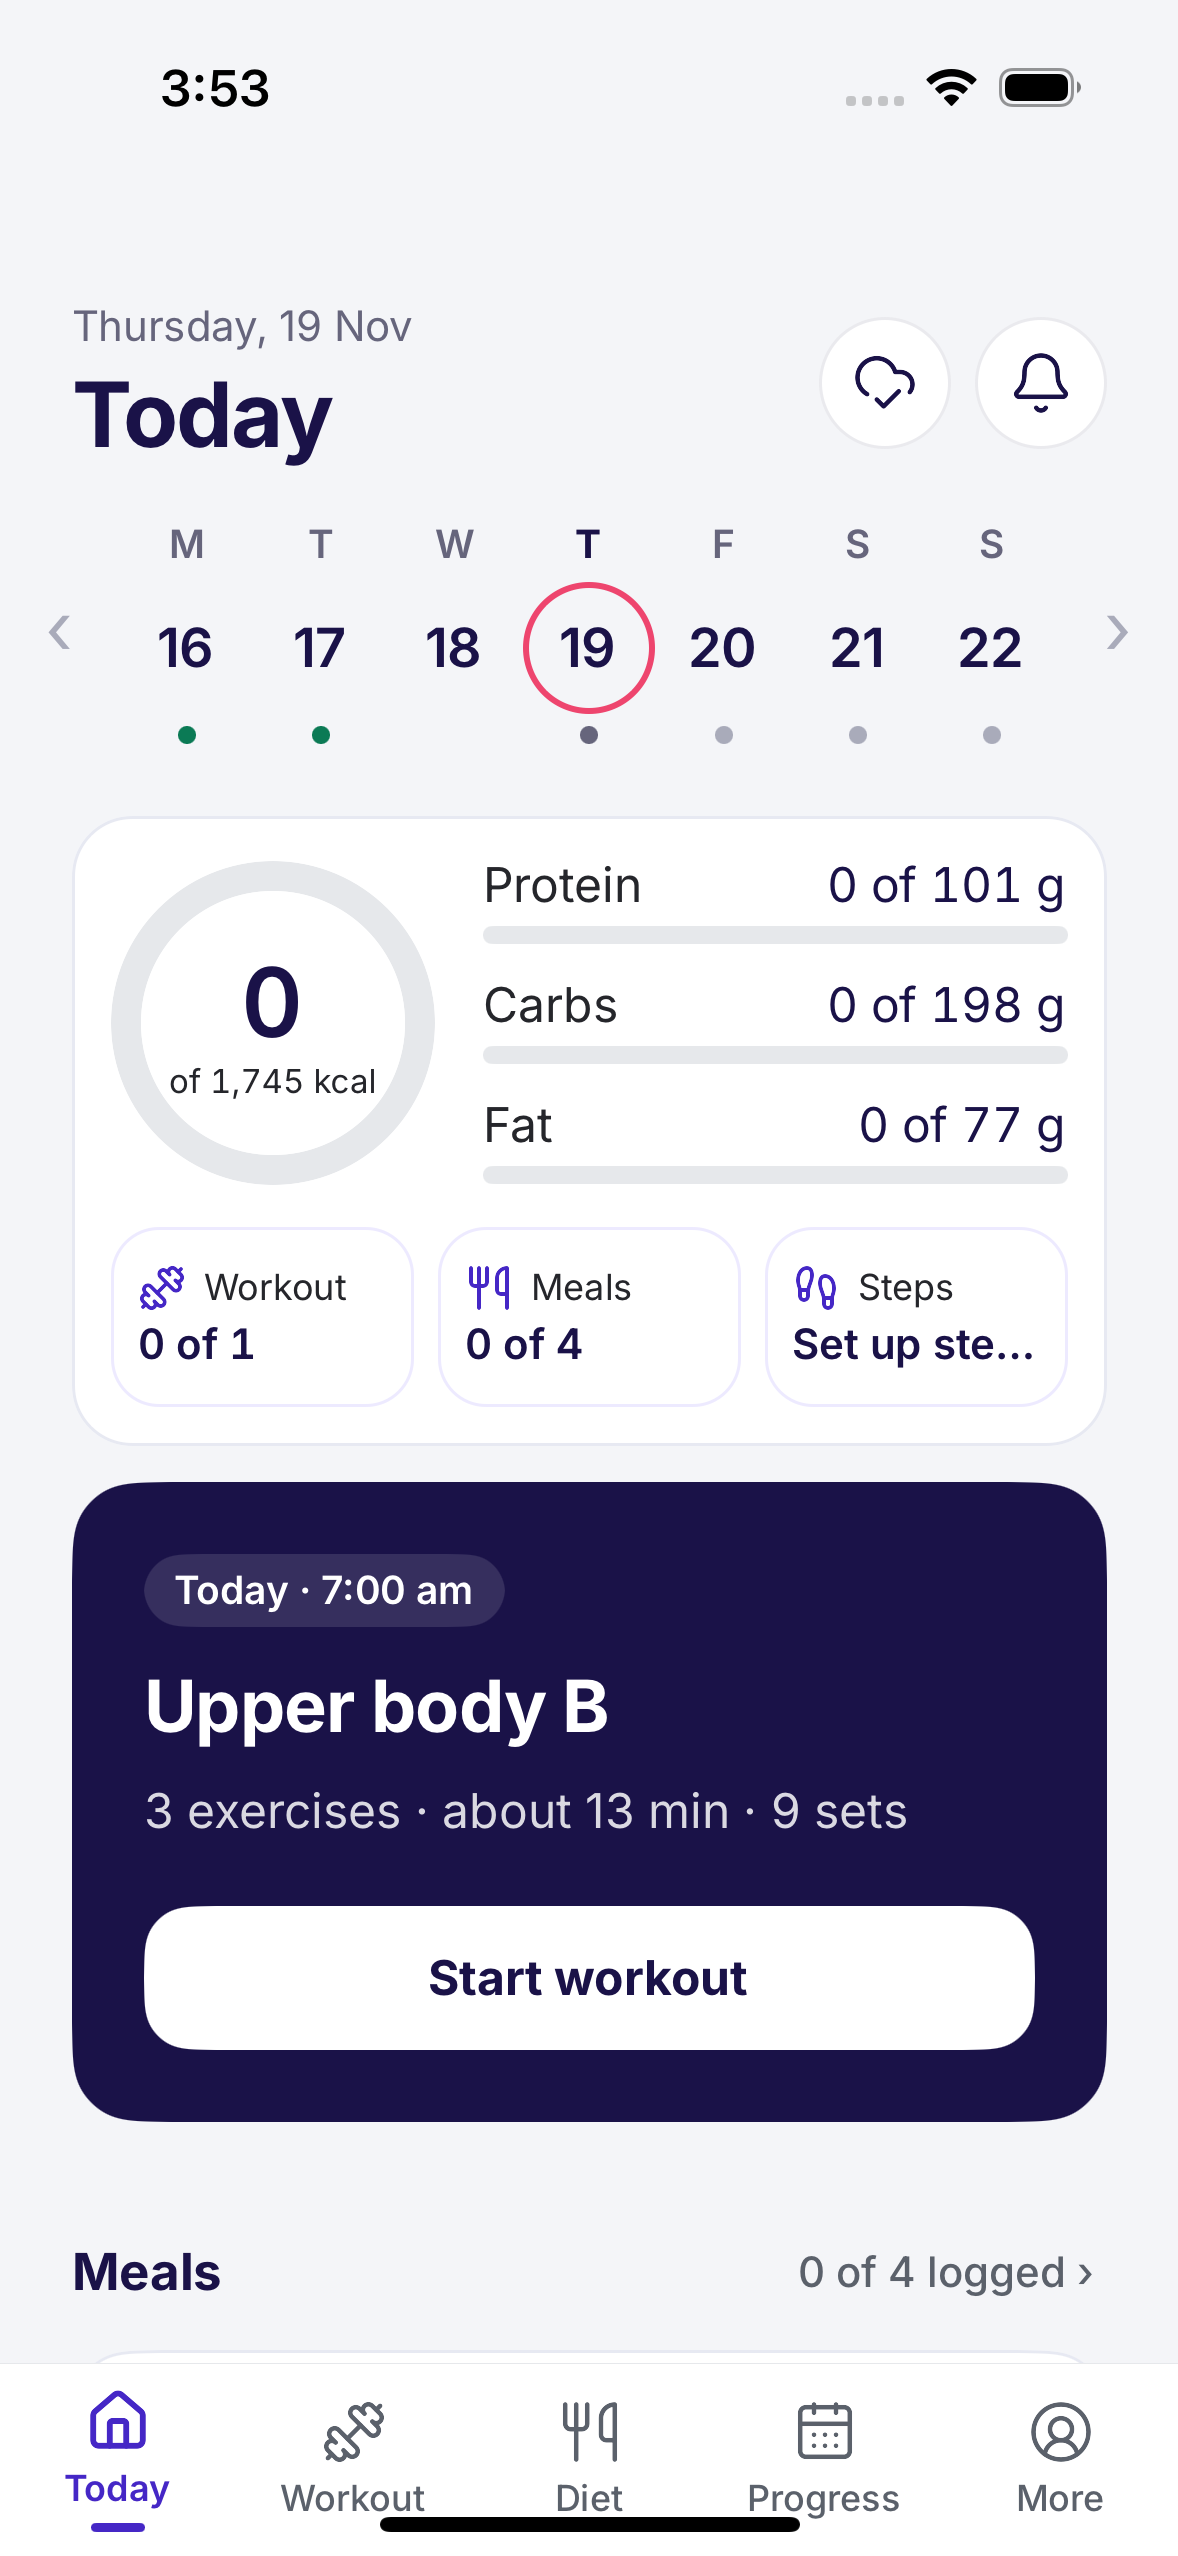 3:53
Thursday, 19 Nov
Today
M T W T F S S
‹ 16 17 18 19 20 21 22 ›
0
of 1,745 kcal
Protein 0 of 101 g
Carbs 0 of 198 g
Fat 0 of 77 g
Workout
0 of 1
Meals
0 of 4
Steps
Set up ste...
Today · 7:00 am
Upper body B
3 exercises · about 13 min · 9 sets
Start workout
Meals 0 of 4 logged ›
Today Workout Diet Progress More